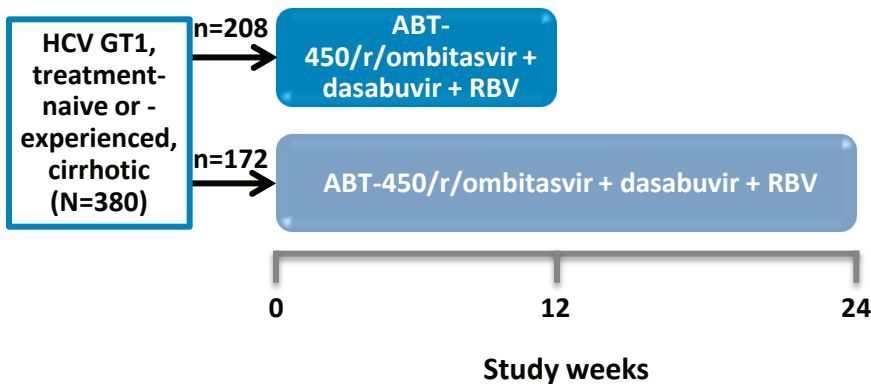 HCV GT1,
treatment-
naive or -
experienced,
cirrhotic
(N=380)
n=208
ABT-
450/r/ombitasvir +
dasabuvir + RBV
n=172
ABT-450/r/ombitasvir + dasabuvir + RBV
0
12
24
Study weeks